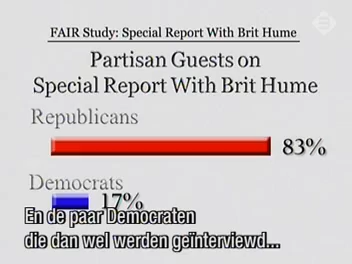 FAIR Study: Special Report With Brit Hume
Partisan Guests on
Special Report With Brit Hume
Republicans
83%
Democrats
17%
En de paar Democraten
die dan wel werden geïnterviewd...